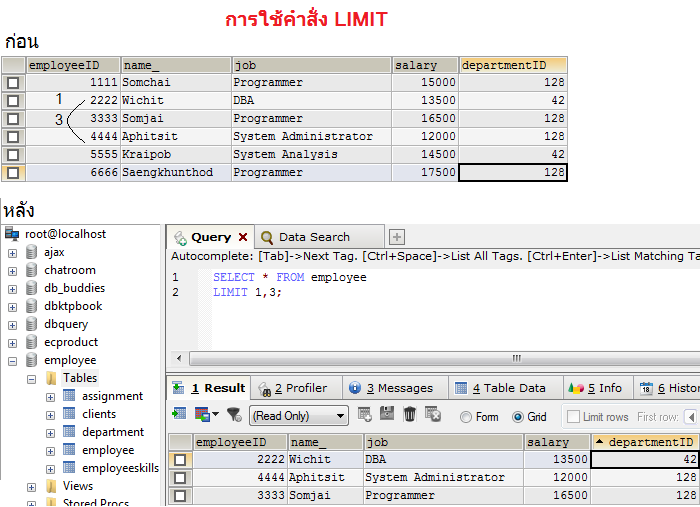 การใช้คำสั่ง LIMIT
ก่อน
employeeID name_ job salary departmentID
1111 Somchai Programmer 15000 128
1 2222 Wichit DBA 13500 42
3 3333 Somjai Programmer 16500 128
4444 Aphitsit System Administrator 12000 128
5555 Kraipob System Analysis 14500 42
6666 Saengkhunthod Programmer 17500 128
หลัง
root@localhost
ajax
chatroom
db_buddies
dbktpbook
dbquery
ecproduct
employee
Tables
assignment
clients
department
employee
employeeskills
Views
Stored Procs
Query Data Search
Autocomplete: [Tab]->Next Tag. [Ctrl+Space]->List All Tags. [Ctrl+Enter]->List Matching Ta
1 SELECT * FROM employee
2 LIMIT 1,3;
1 Result 2 Profiler 3 Messages 4 Table Data 5 Info 6 Histor
(Read Only) Form Grid Limit rows First row:
employeeID name_ job salary departmentID
2222 Wichit DBA 13500 42
4444 Aphitsit System Administrator 12000 128
3333 Somjai Programmer 16500 128